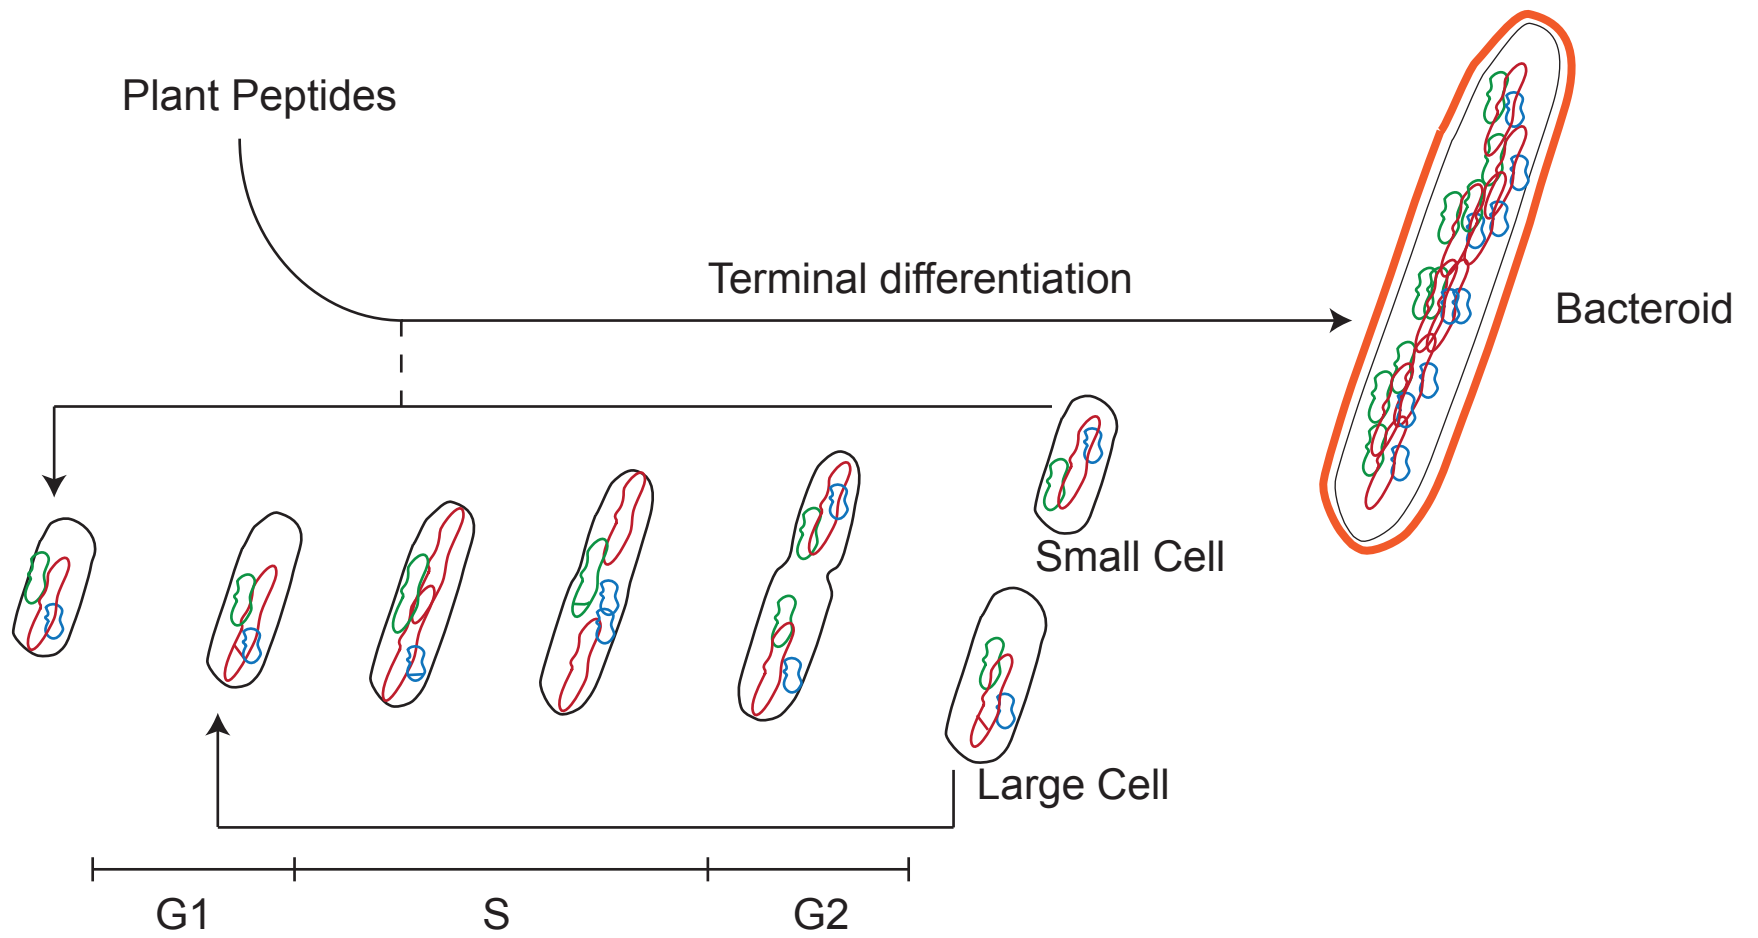 Plant Peptides
Terminal differentiation
Bacteroid
Small Cell
Large Cell
G1
S
G2